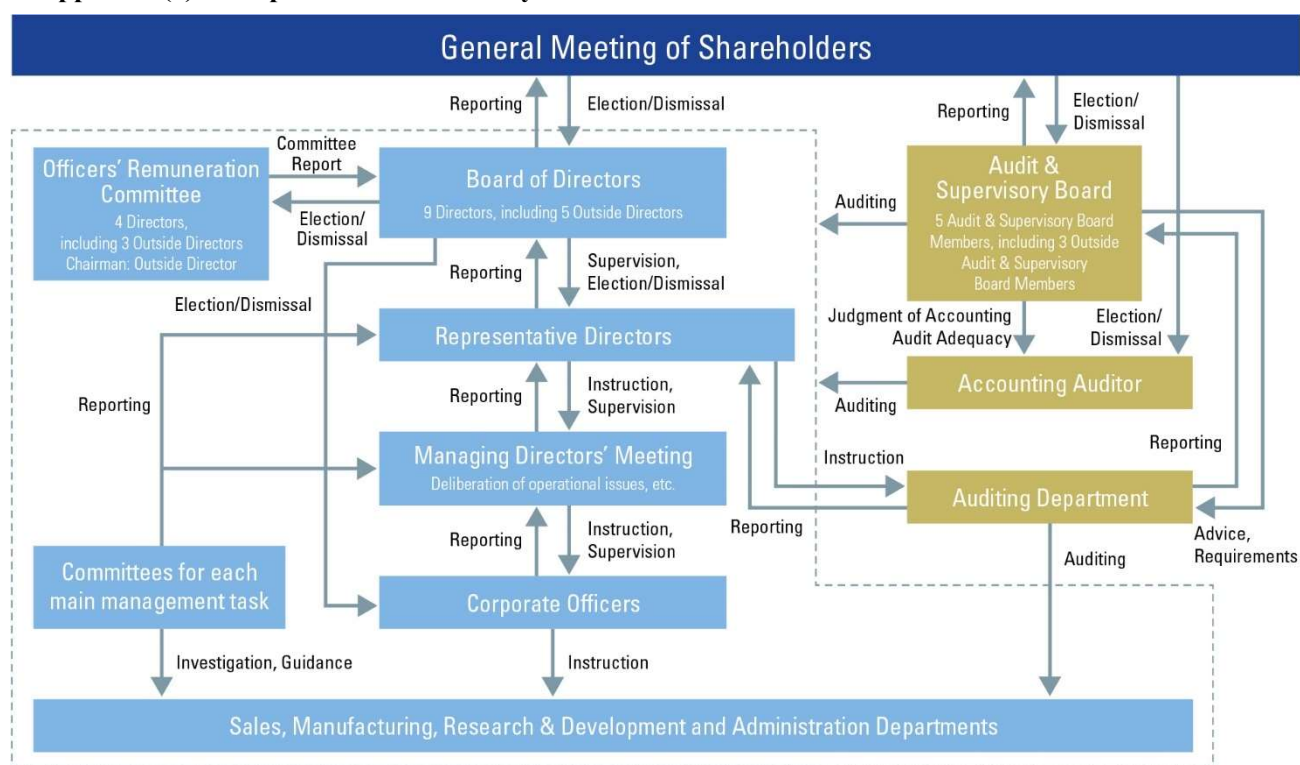 General Meeting of Shareholders
Reporting
Election/Dismissal
Reporting
Election/
Dismissal
Officers' Remuneration
Committee
4 Directors,
including 3 Outside Directors
Chairman: Outside Director
Committee
Report
Election/
Dismissal
Board of Directors
9 Directors, including 5 Outside Directors
Auditing
Audit &
Supervisory Board
5 Audit & Supervisory Board
Members, including 3 Outside
Audit & Supervisory
Board Members
Election/Dismissal
Reporting
Supervision,
Election/Dismissal
Judgment of Accounting
Audit Adequacy
Election/
Dismissal
Representative Directors
Reporting
Reporting
Instruction,
Supervision
Auditing
Accounting Auditor
Managing Directors' Meeting
Deliberation of operational issues, etc.
Instruction
Reporting
Auditing Department
Reporting
Reporting
Instruction,
Supervision
Auditing
Advice,
Requirements
Committees for each
main management task
Corporate Officers
Investigation, Guidance
Instruction
Sales, Manufacturing, Research & Development and Administration Departments